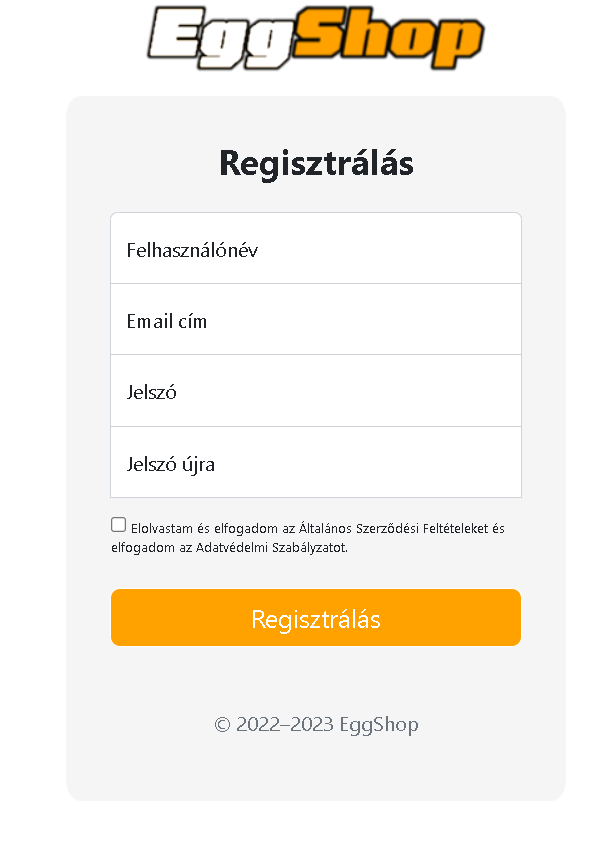 EggShop
Regisztrálás
Felhasználónév
Email cím
Jelszó
Jelszó újra
Elolvastam és elfogadom az Általános Szerződési Feltételeket és
elfogadom az Adatvédelmi Szabályzatot.
Regisztrálás
© 2022–2023 EggShop